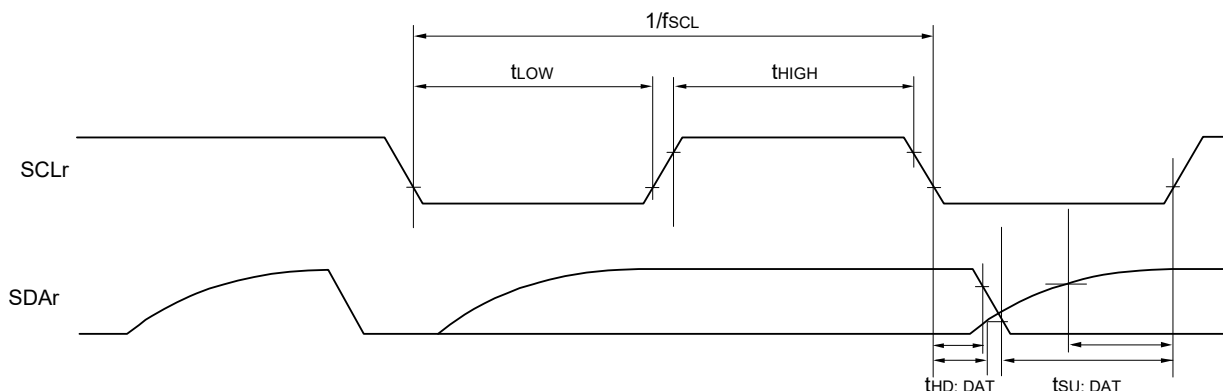 1/fSCL
tLOW
tHIGH
SCLr
SDAr
tHD; DAT
tSU; DAT